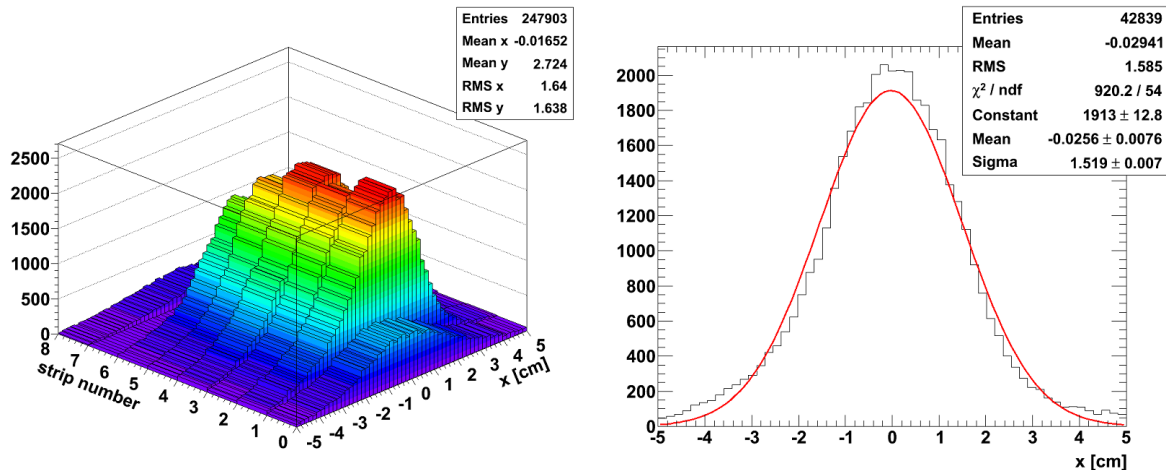 Entries 247903
Mean x -0.01652
Mean y 2.724
RMS x 1.64
RMS y 1.638
2500
2000
1500
1000
500
0
8
7
6
5
4
3
2
1
0
strip number
-5
-4
-3
-2
-1
0
1
2
3
4
5
x [cm]
Entries 42839
Mean -0.02941
RMS 1.585
χ² / ndf 920.2 / 54
Constant 1913 ± 12.8
Mean -0.0256 ± 0.0076
Sigma 1.519 ± 0.007
2000
1800
1600
1400
1200
1000
800
600
400
200
0
-5 -4 -3 -2 -1 0 1 2 3 4 5
x [cm]